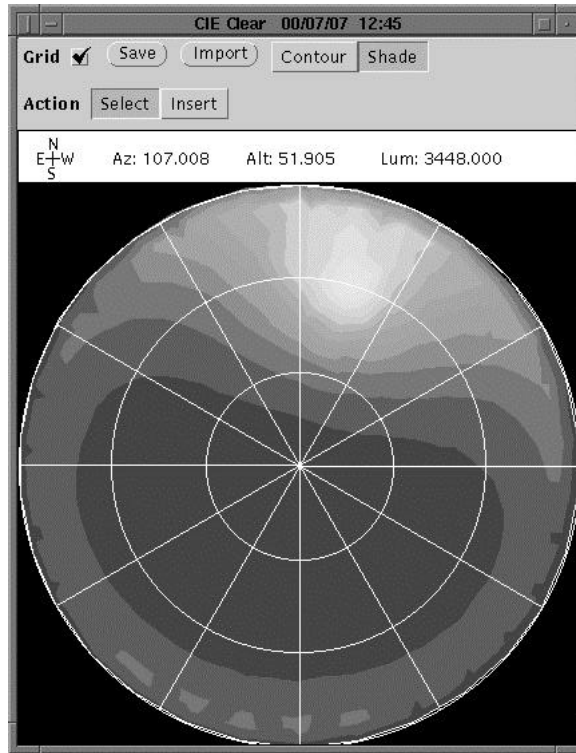 CIE Clear 00/07/07 12:45
Grid Save Import Contour Shade
Action Select Insert
N
E W Az: 107.008 Alt: 51.905 Lum: 3448.000
S